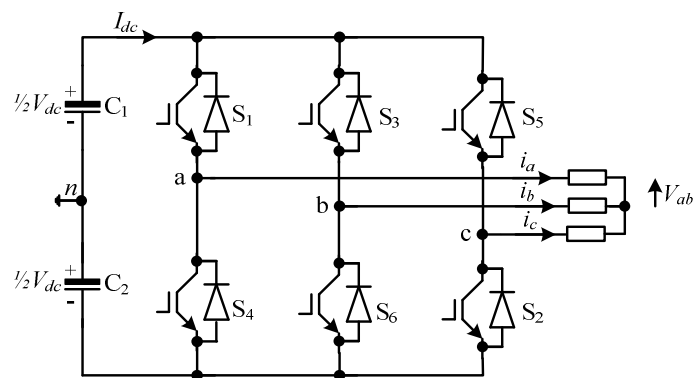 I_dc
½V_dc
+
-
C₁
S₁
S₃
S₅
a
i_a
n
b
i_b
V_ab
c
i_c
½V_dc
+
-
C₂
S₄
S₆
S₂